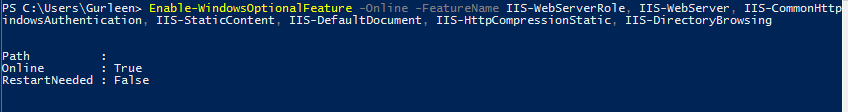 PS C:\Users\Gurleen> Enable-WindowsOptionalFeature -Online -FeatureName IIS-WebServerRole, IIS-WebServer, IIS-CommonHttp
indowsAuthentication, IIS-StaticContent, IIS-DefaultDocument, IIS-HttpCompressionStatic, IIS-DirectoryBrowsing
Path :
Online : True
RestartNeeded : False